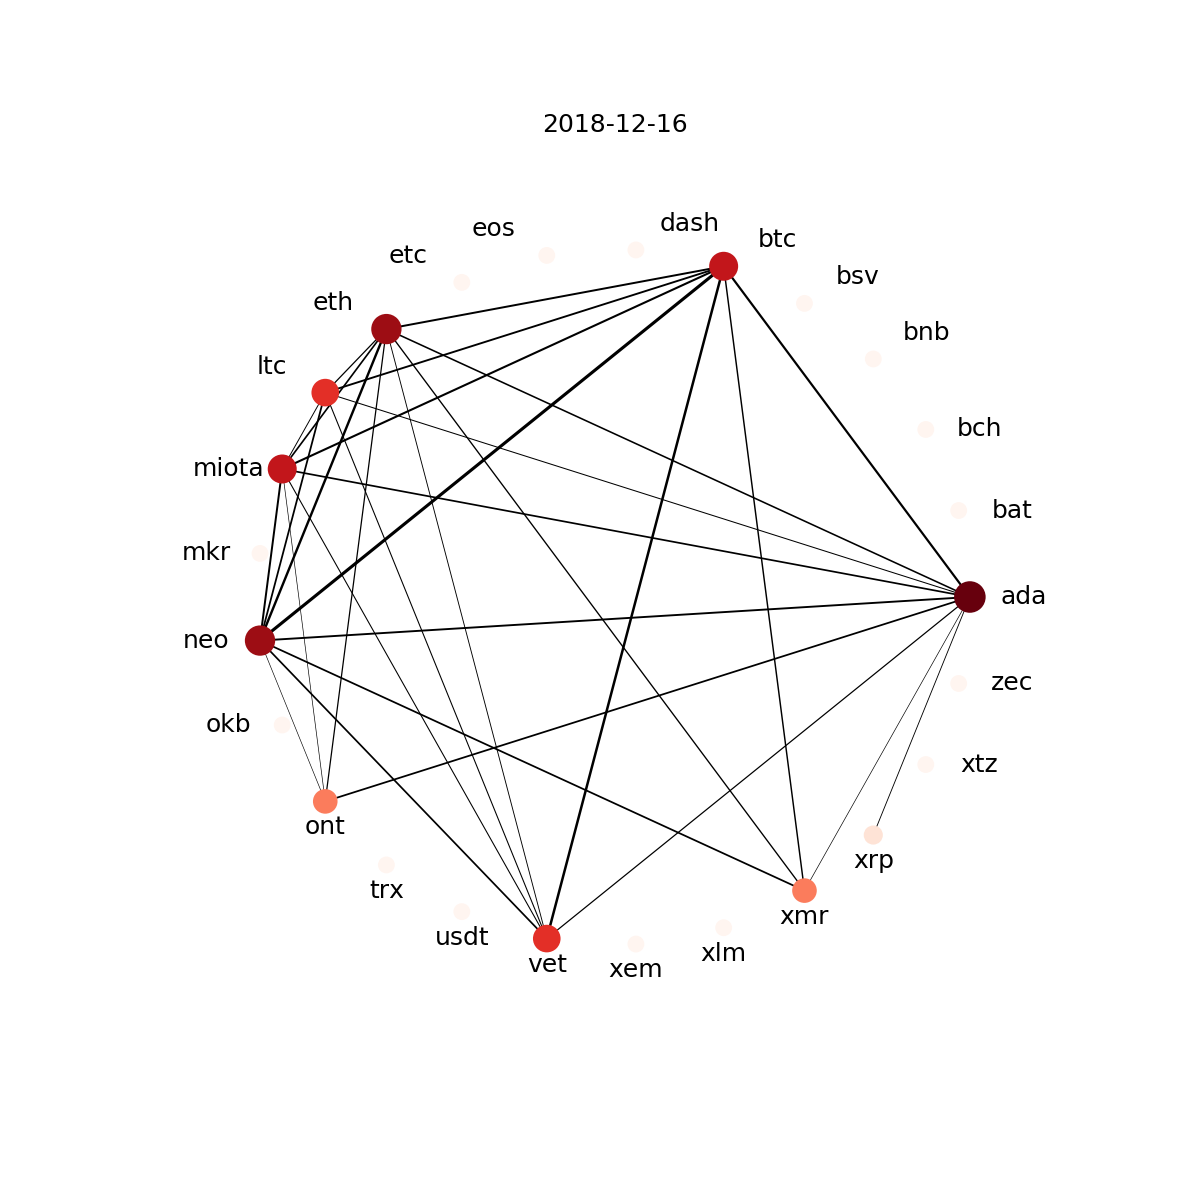 2018-12-16
dash
eos
btc
etc
bsv
eth
bnb
ltc
bch
miota
bat
mkr
ada
neo
zec
okb
xtz
ont
xrp
trx
xmr
usdt
xlm
vet
xem